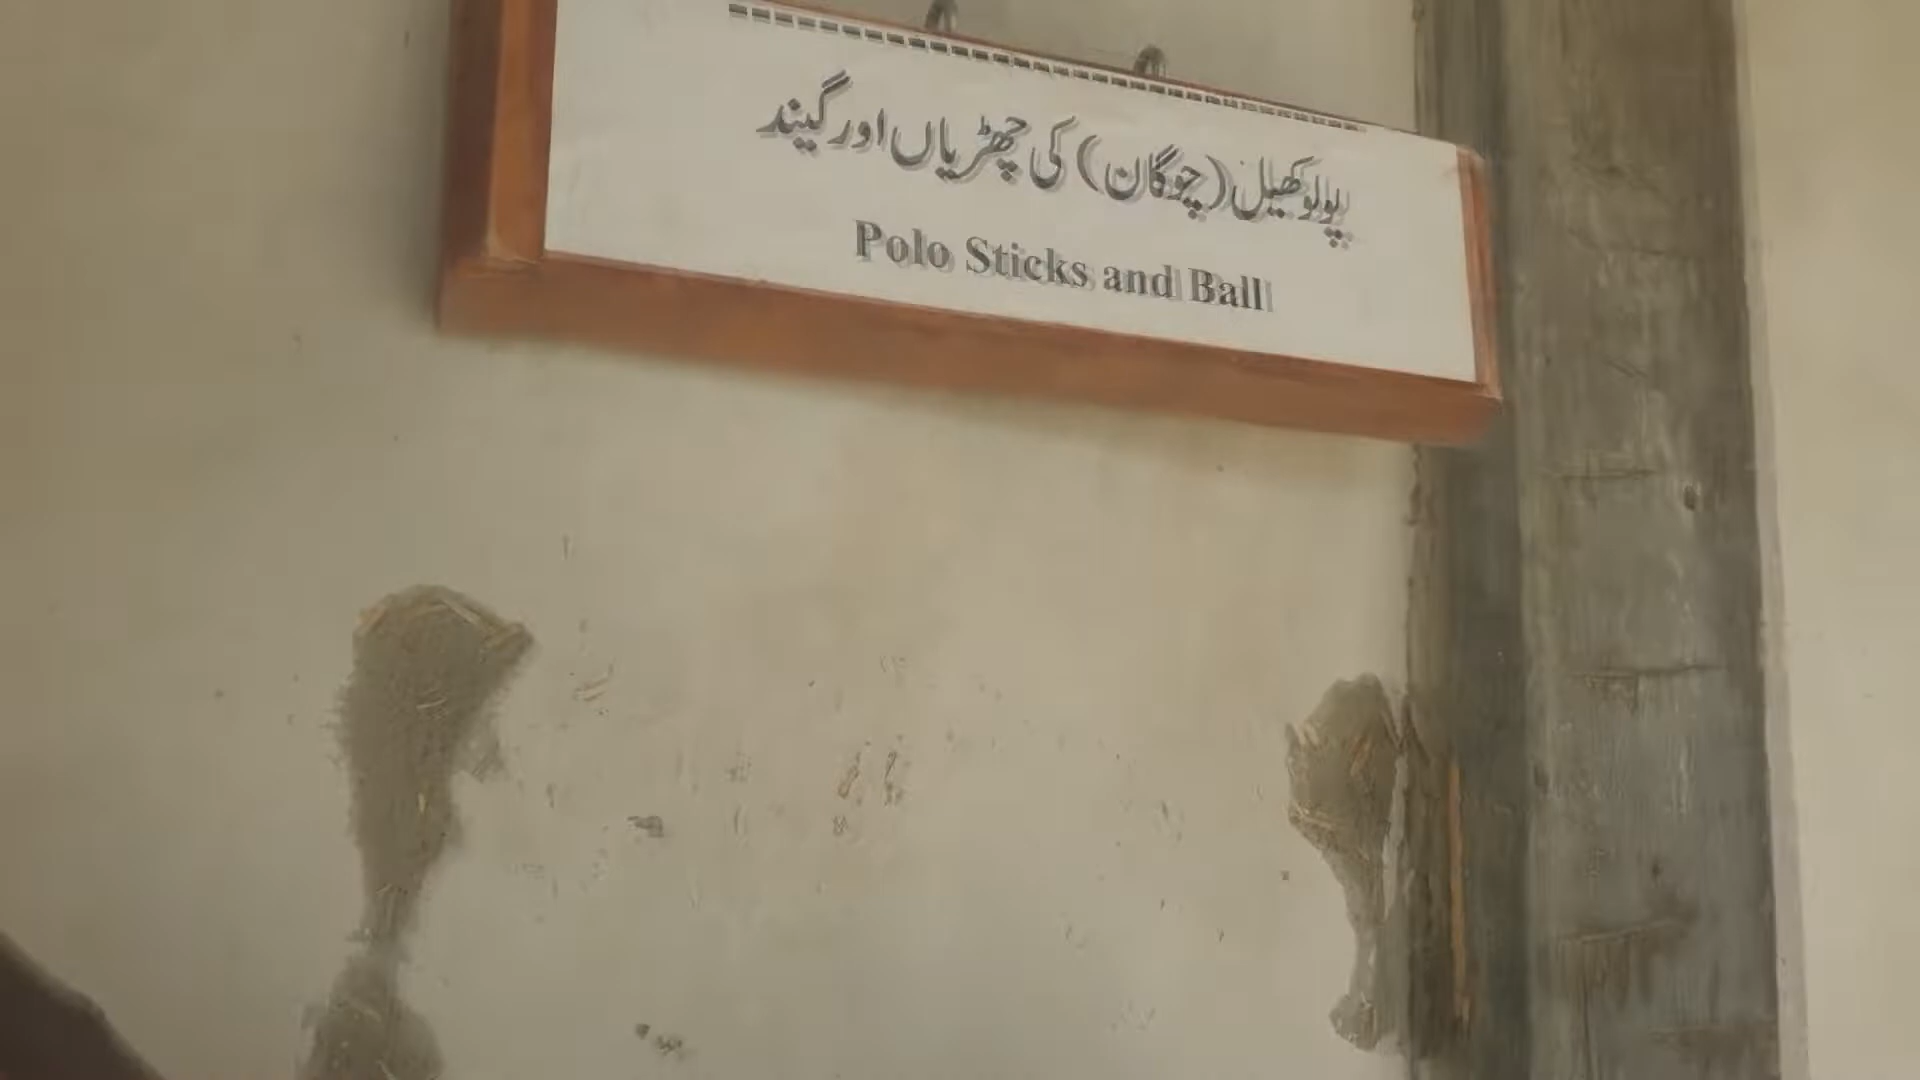 پولو کھیل (چوگان) کی چھڑیاں اور گیند
Polo Sticks and Ball